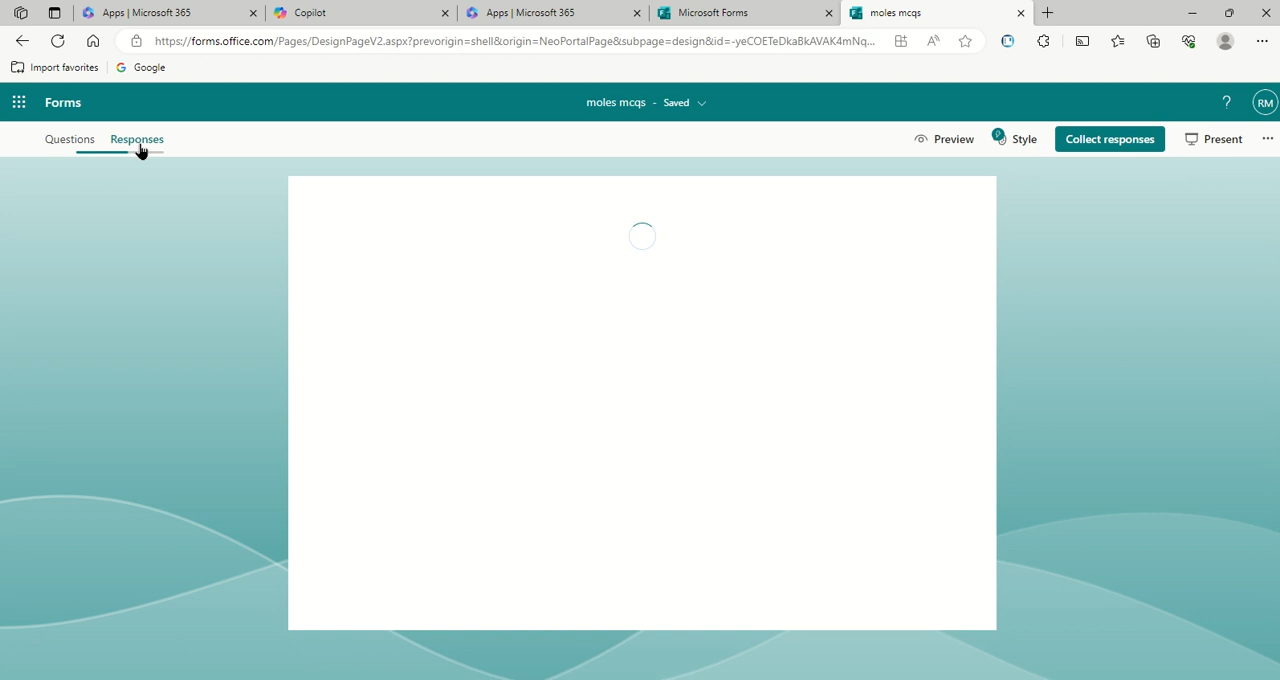 Apps | Microsoft 365
Copilot
Apps | Microsoft 365
Microsoft Forms
moles mcqs
https://forms.office.com/Pages/DesignPageV2.aspx?prevorigin=shell&origin=NeoPortalPage&subpage=design&id=-yeCOETeDkaBkAVAK4mNq...
Import favorites
Google
Forms
moles mcqs - Saved
?
RM
Questions
Responses
Preview
Style
Collect responses
Present